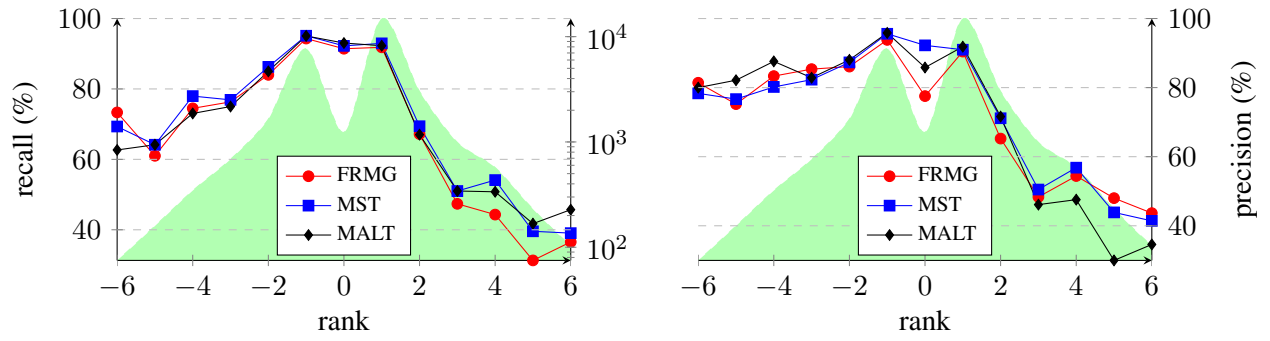 100
80
60
40
recall (%)
10^4
10^3
10^2
FRMG
MST
MALT
−6 −4 −2 0 2 4 6
rank
100
80
60
40
precision (%)
FRMG
MST
MALT
−6 −4 −2 0 2 4 6
rank